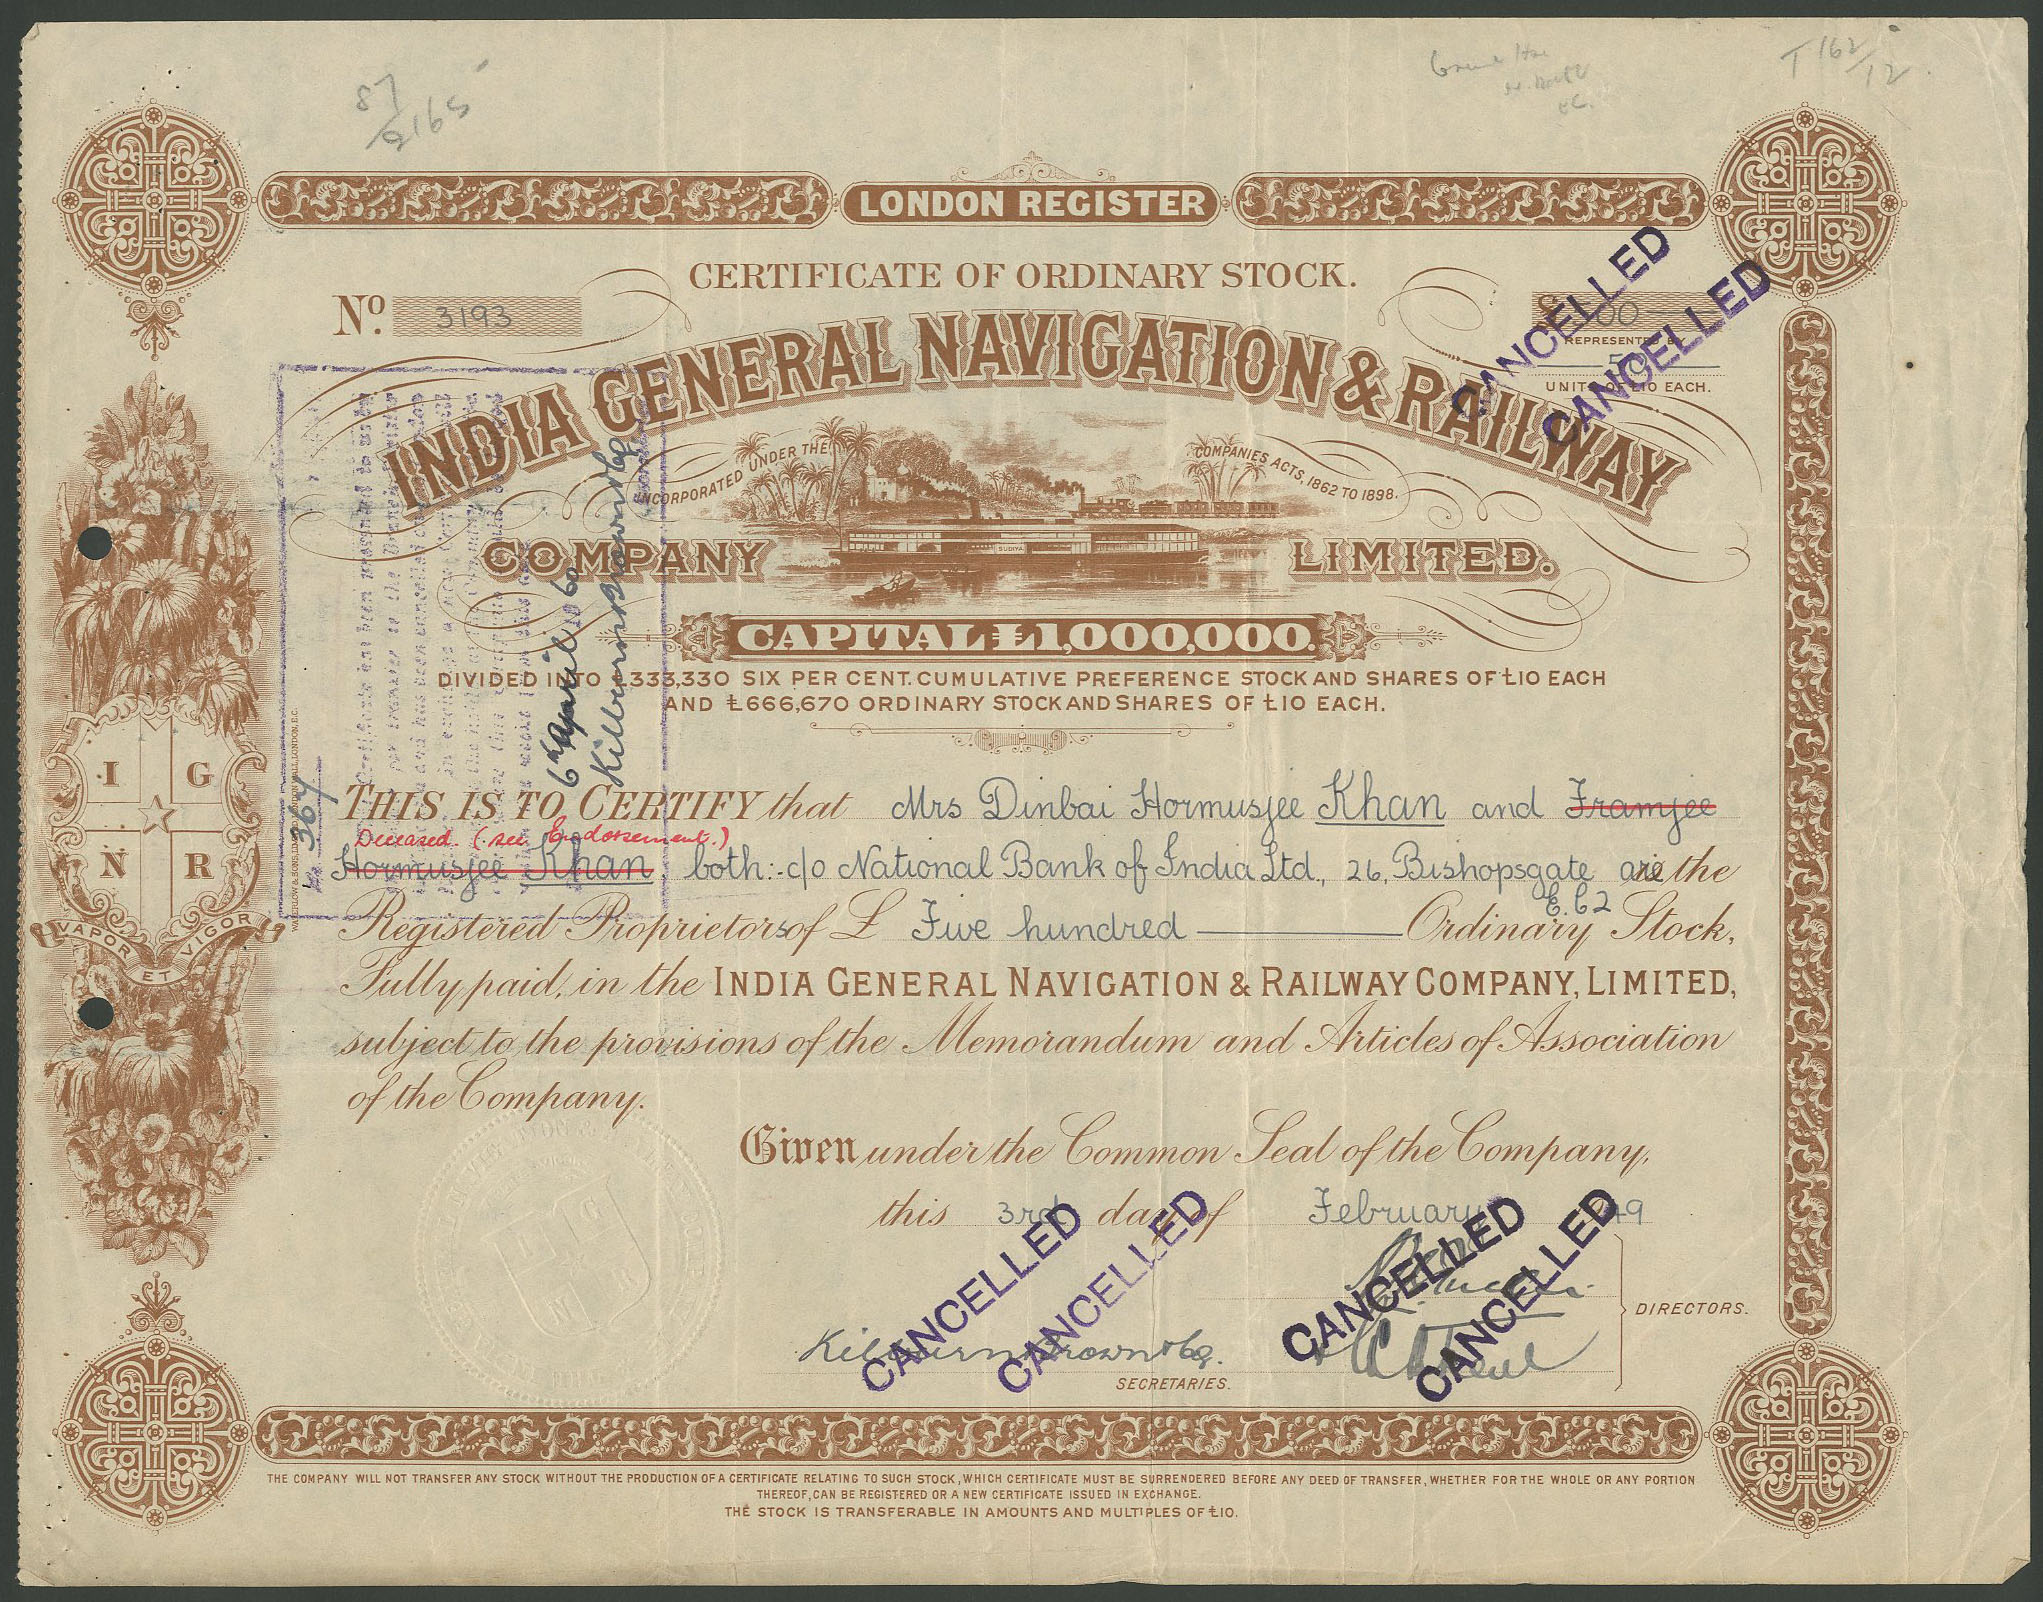 87
2165
T 162/12
LONDON REGISTER
CERTIFICATE OF ORDINARY STOCK.
No. 3193
REPRESENTED BY
UNITS OF £10 EACH.
CANCELLED
CANCELLED
INDIA GENERAL NAVIGATION & RAILWAY
INCORPORATED UNDER THE COMPANIES ACTS, 1862 TO 1898.
COMPANY LIMITED.
SUDIYA
CAPITAL £1,000,000.
DIVIDED INTO £333,330 SIX PER CENT. CUMULATIVE PREFERENCE STOCK AND SHARES OF £10 EACH
AND £666,670 ORDINARY STOCK AND SHARES OF £10 EACH.
6th April 1960
Kilburn Brown & Co
364
I G
N R
VAPOR ET VIGOR
THIS IS TO CERTIFY that Mrs Dinbai Hormusjee Khan and Framjee
Deceased. (see Endorsement.)
Hormusjee Khan both:- c/o National Bank of India Ltd., 26, Bishopsgate are the
E.C2
Registered Proprietors of £ Five hundred Ordinary Stock,
Fully paid, in the INDIA GENERAL NAVIGATION & RAILWAY COMPANY, LIMITED,
subject to the provisions of the Memorandum and Articles of Association
of the Company.
Given under the Common Seal of the Company,
this 3rd day of February 49
CANCELLED
CANCELLED
CANCELLED
CANCELLED
DIRECTORS.
Kilburn Brown & Co.
SECRETARIES.
THE COMPANY WILL NOT TRANSFER ANY STOCK WITHOUT THE PRODUCTION OF A CERTIFICATE RELATING TO SUCH STOCK, WHICH CERTIFICATE MUST BE SURRENDERED BEFORE ANY DEED OF TRANSFER, WHETHER FOR THE WHOLE OR ANY PORTION
THEREOF, CAN BE REGISTERED OR A NEW CERTIFICATE ISSUED IN EXCHANGE.
THE STOCK IS TRANSFERABLE IN AMOUNTS AND MULTIPLES OF £10.